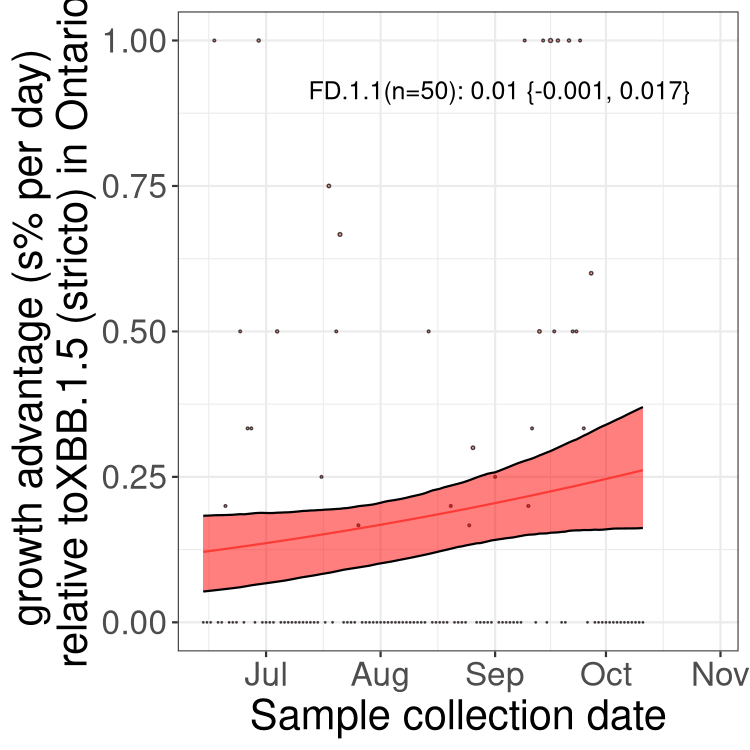 growth advantage (s% per day)
relative toXBB.1.5 (stricto) in Ontario
1.00
0.75
0.50
0.25
0.00
FD.1.1(n=50): 0.01 {-0.001, 0.017}
Jul Aug Sep Oct Nov
Sample collection date